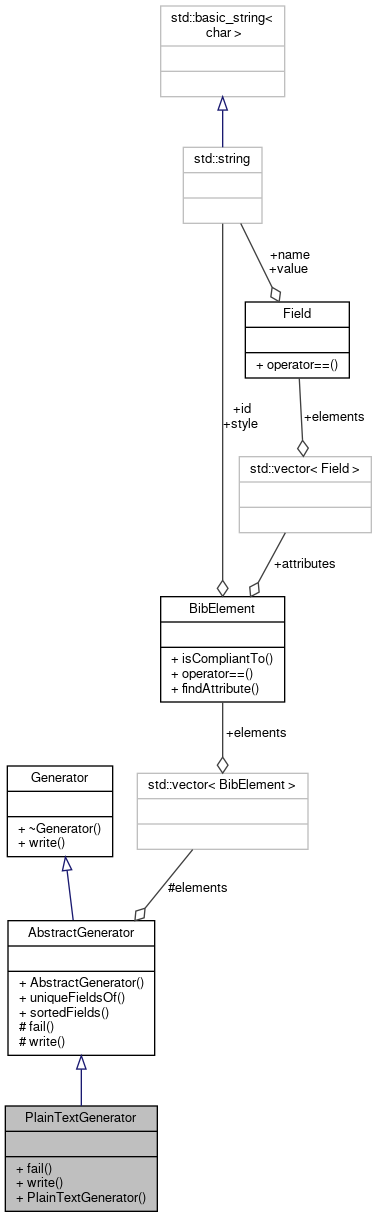 std::basic_string<
char >
std::string
+name
+value
Field
+ operator==()
+id
+style
+elements
std::vector< Field >
+attributes
BibElement
+ isCompliantTo()
+ operator==()
+ findAttribute()
+elements
Generator
+ ~Generator()
+ write()
std::vector< BibElement >
#elements
AbstractGenerator
+ AbstractGenerator()
+ uniqueFieldsOf()
+ sortedFields()
# fail()
# write()
PlainTextGenerator
+ fail()
+ write()
+ PlainTextGenerator()